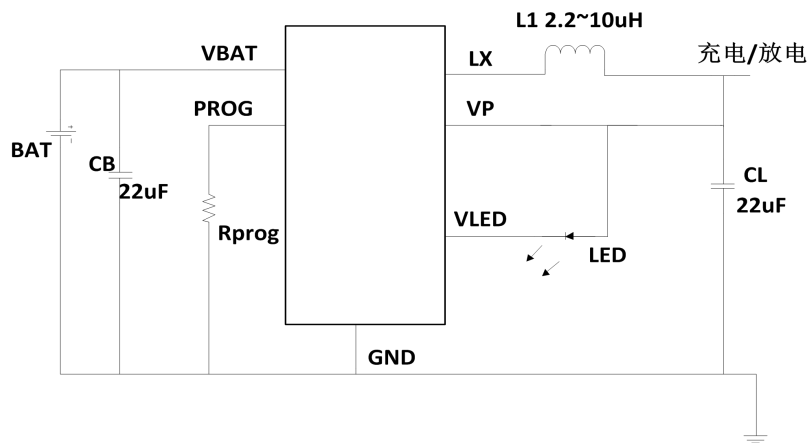 L1 2.2~10uH
VBAT
LX
充电/放电
PROG
VP
BAT
CB
22uF
CL
22uF
Rprog
VLED
LED
GND